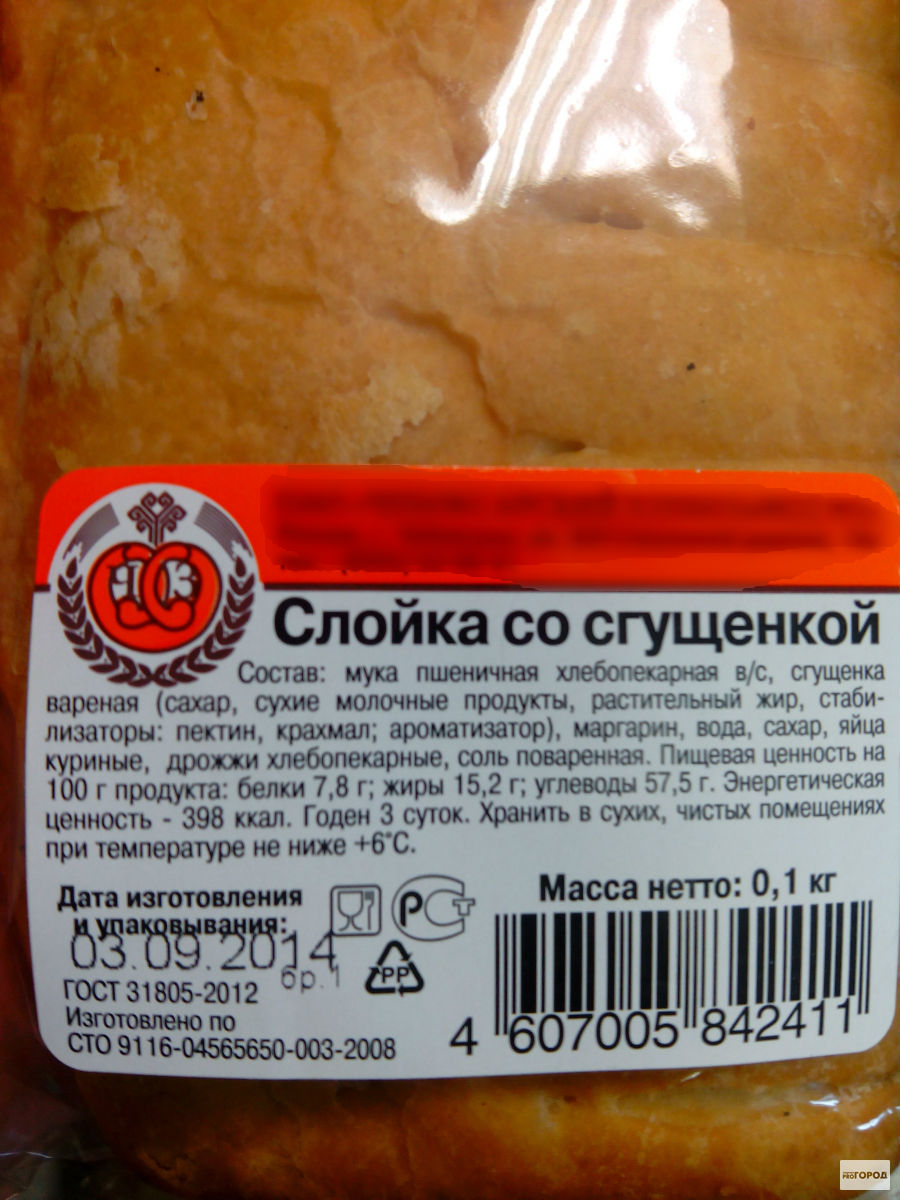 Слойка со сгущенкой
Состав: мука пшеничная хлебопекарная в/с, сгущенка
вареная (сахар, сухие молочные продукты, растительный жир, стаби-
лизаторы: пектин, крахмал; ароматизатор), маргарин, вода, сахар, яйца
куриные, дрожжи хлебопекарные, соль поваренная. Пищевая ценность на
100 г продукта: белки 7,8 г; жиры 15,2 г; углеводы 57,5 г. Энергетическая
ценность - 398 ккал. Годен 3 суток. Хранить в сухих, чистых помещениях
при температуре не ниже +6°С.
Дата изготовления
и упаковывания:
03.09.2014
бр.1
ГОСТ 31805-2012
Изготовлено по
СТО 9116-04565650-003-2008
РСТ
PP
Масса нетто: 0,1 кг
4 607005 842411
PROГОРОД